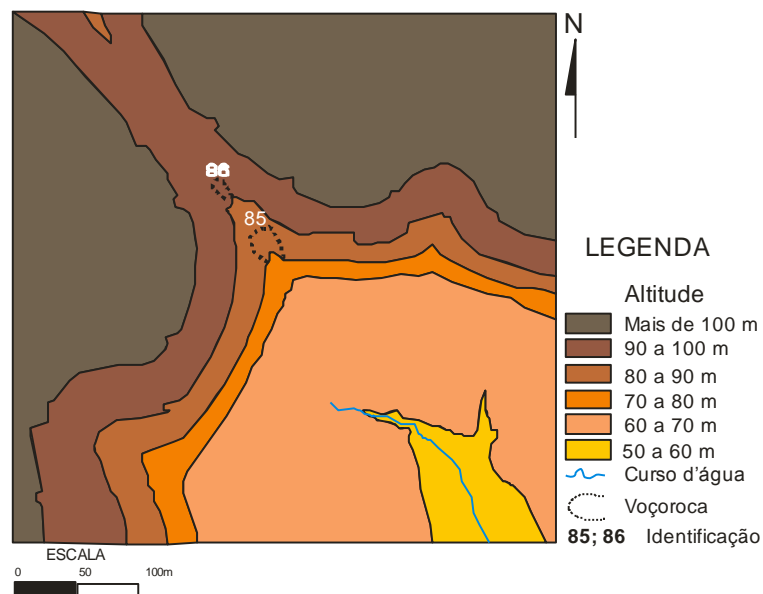 N
86
85
LEGENDA
Altitude
Mais de 100 m
90 a 100 m
80 a 90 m
70 a 80 m
60 a 70 m
50 a 60 m
Curso d'água
Voçoroca
85; 86 Identificação
ESCALA
0 50 100m